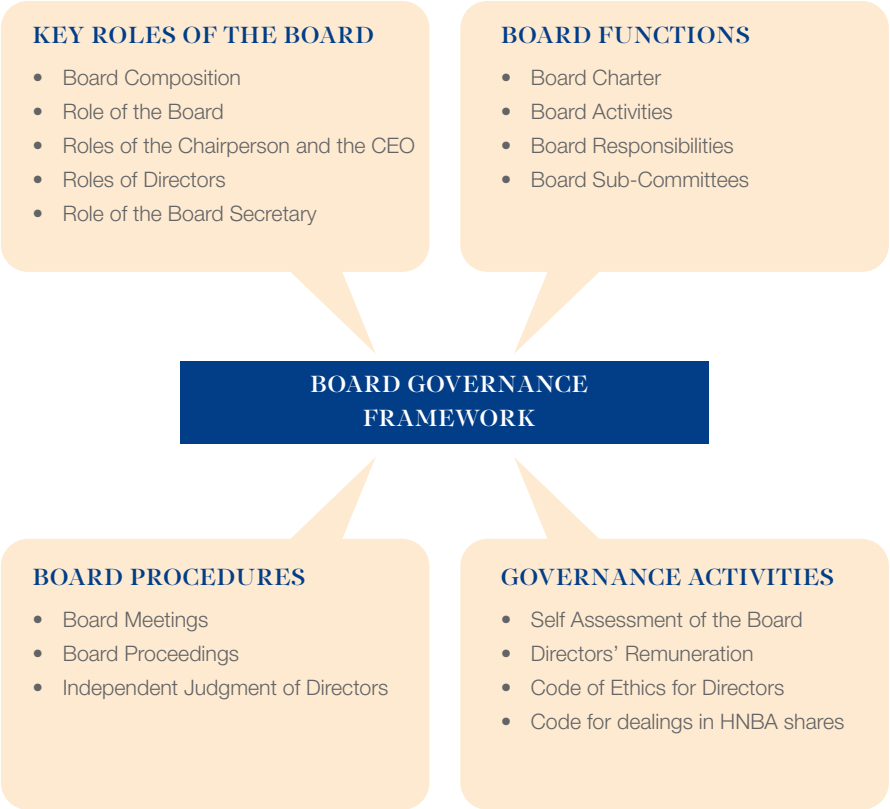 KEY ROLES OF THE BOARD
• Board Composition
• Role of the Board
• Roles of the Chairperson and the CEO
• Roles of Directors
• Role of the Board Secretary
BOARD FUNCTIONS
• Board Charter
• Board Activities
• Board Responsibilities
• Board Sub-Committees
BOARD GOVERNANCE
FRAMEWORK
BOARD PROCEDURES
• Board Meetings
• Board Proceedings
• Independent Judgment of Directors
GOVERNANCE ACTIVITIES
• Self Assessment of the Board
• Directors’ Remuneration
• Code of Ethics for Directors
• Code for dealings in HNBA shares